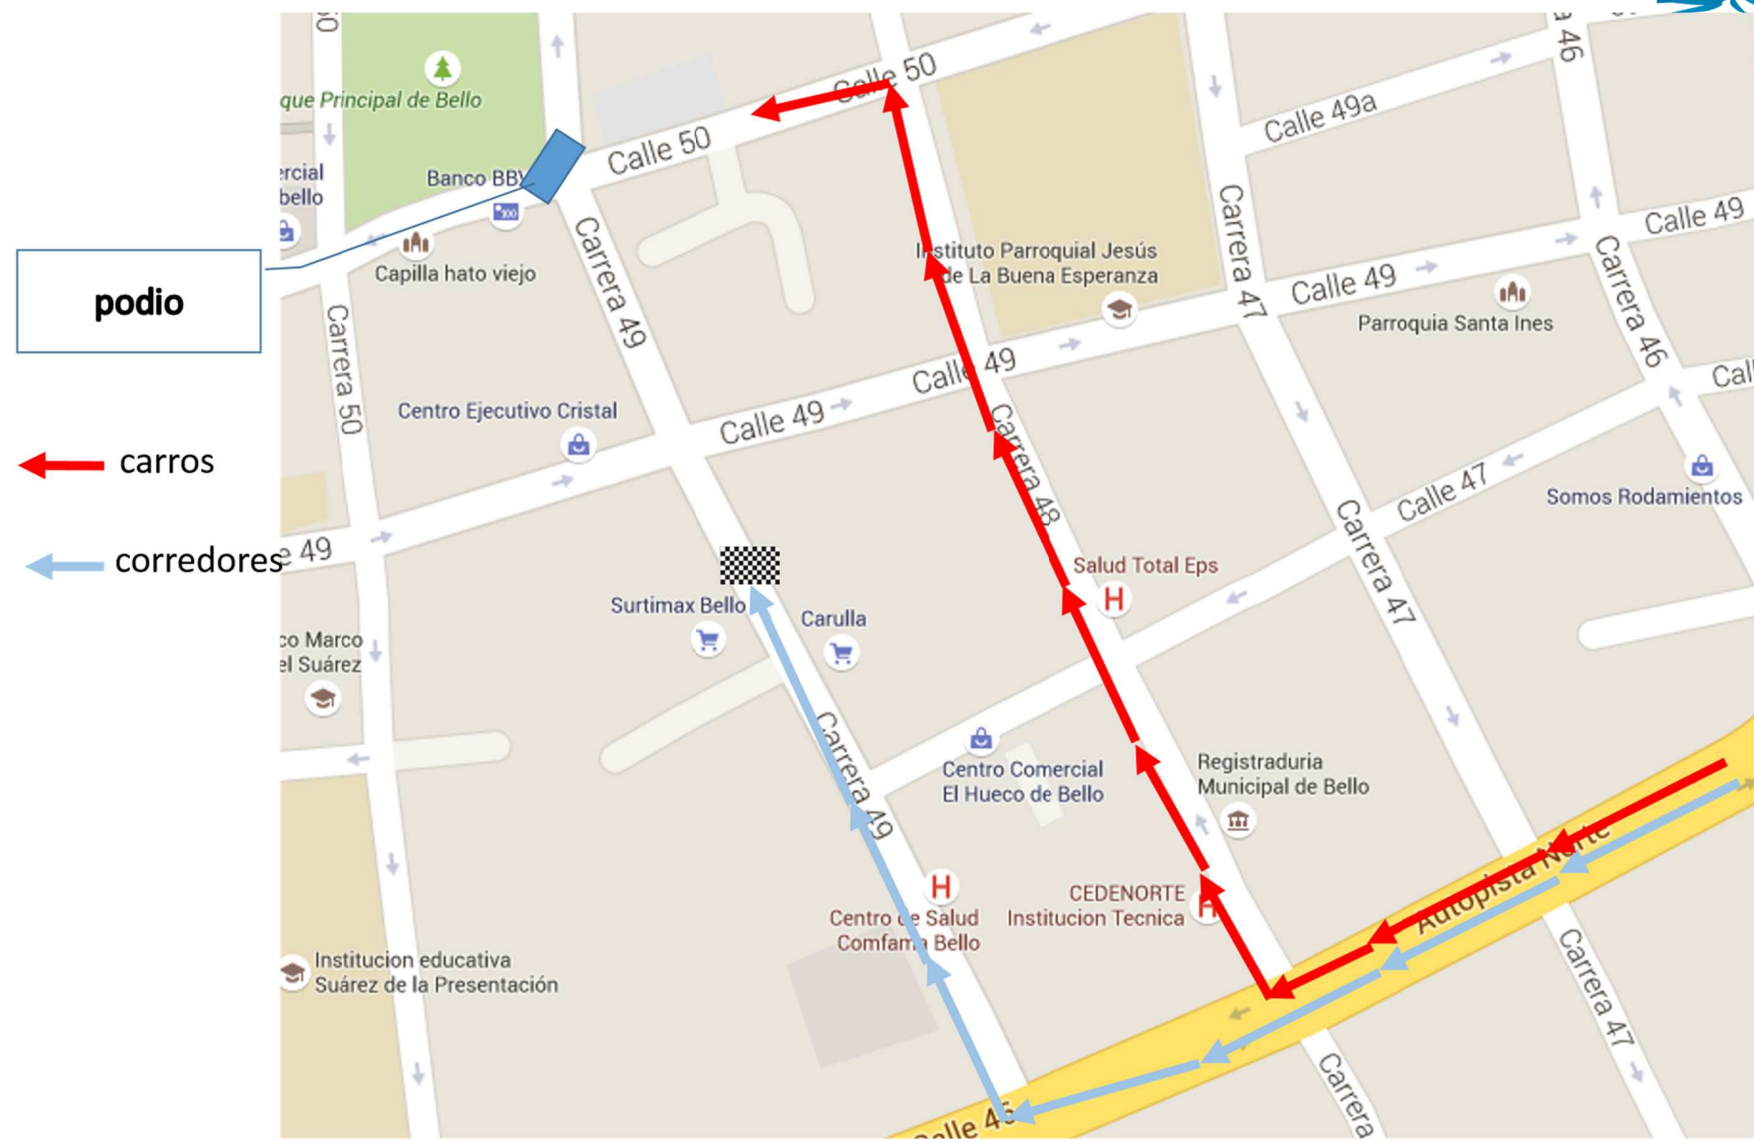 50
Calle 50
a 46
que Principal de Bello
Calle 49a
Calle 50
ercial
bello
Banco BBV
Carrera 47
Calle 49
Capilla hato viejo
Carrera 49
Instituto Parroquial Jesús
de La Buena Esperanza
Calle 49
Carrera 46
podio
Parroquia Santa Ines
Carrera 50
Calle 49
Cal
Centro Ejecutivo Cristal
Calle 49
Carrera 48
carros
Calle 47
Somos Rodamientos
e 49
corredores
Salud Total Eps
H
Carrera 47
Surtimax Bello
Carulla
co Marco
el Suárez
Carrera 49
Centro Comercial
El Hueco de Bello
Registraduria
Municipal de Bello
Autopista Norte
H
CEDENORTE
Institucion Tecnica
H
Centro de Salud
Comfama Bello
Institucion educativa
Suárez de la Presentación
Carrera 47
Carrera